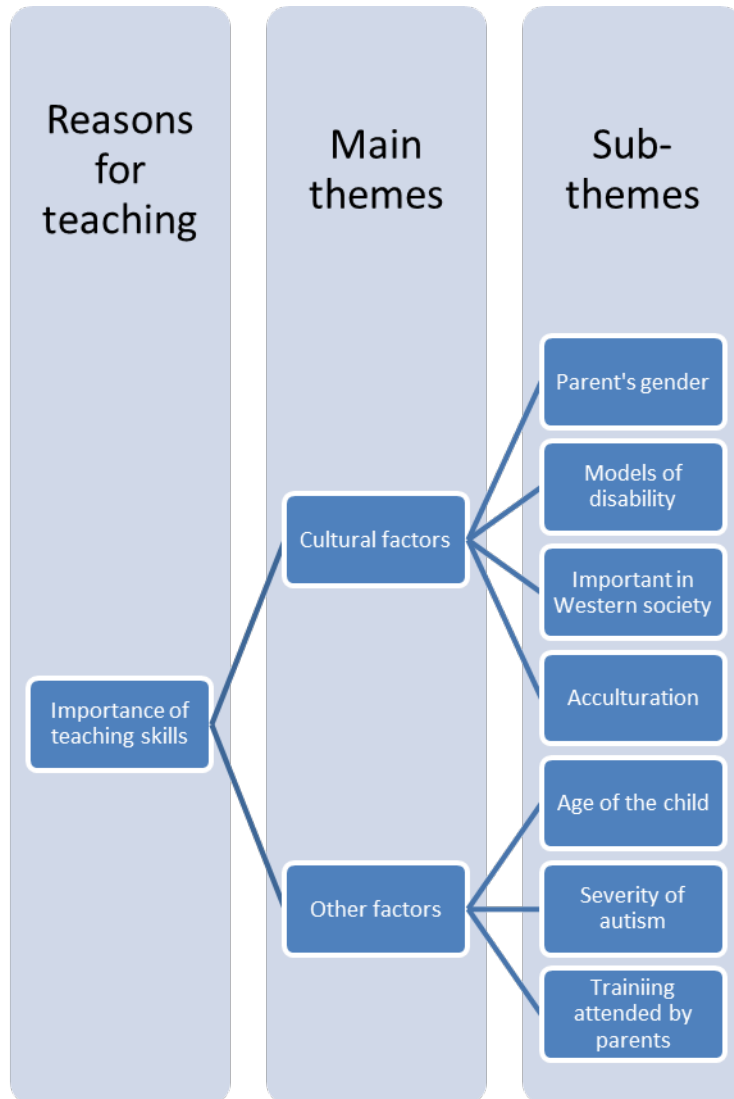 Reasons
for
teaching
Main
themes
Sub-
themes
Importance of
teaching skills
Cultural factors
Other factors
Parent's gender
Models of
disability
Important in
Western society
Acculturation
Age of the child
Severity of
autism
Trainiing
attended by
parents